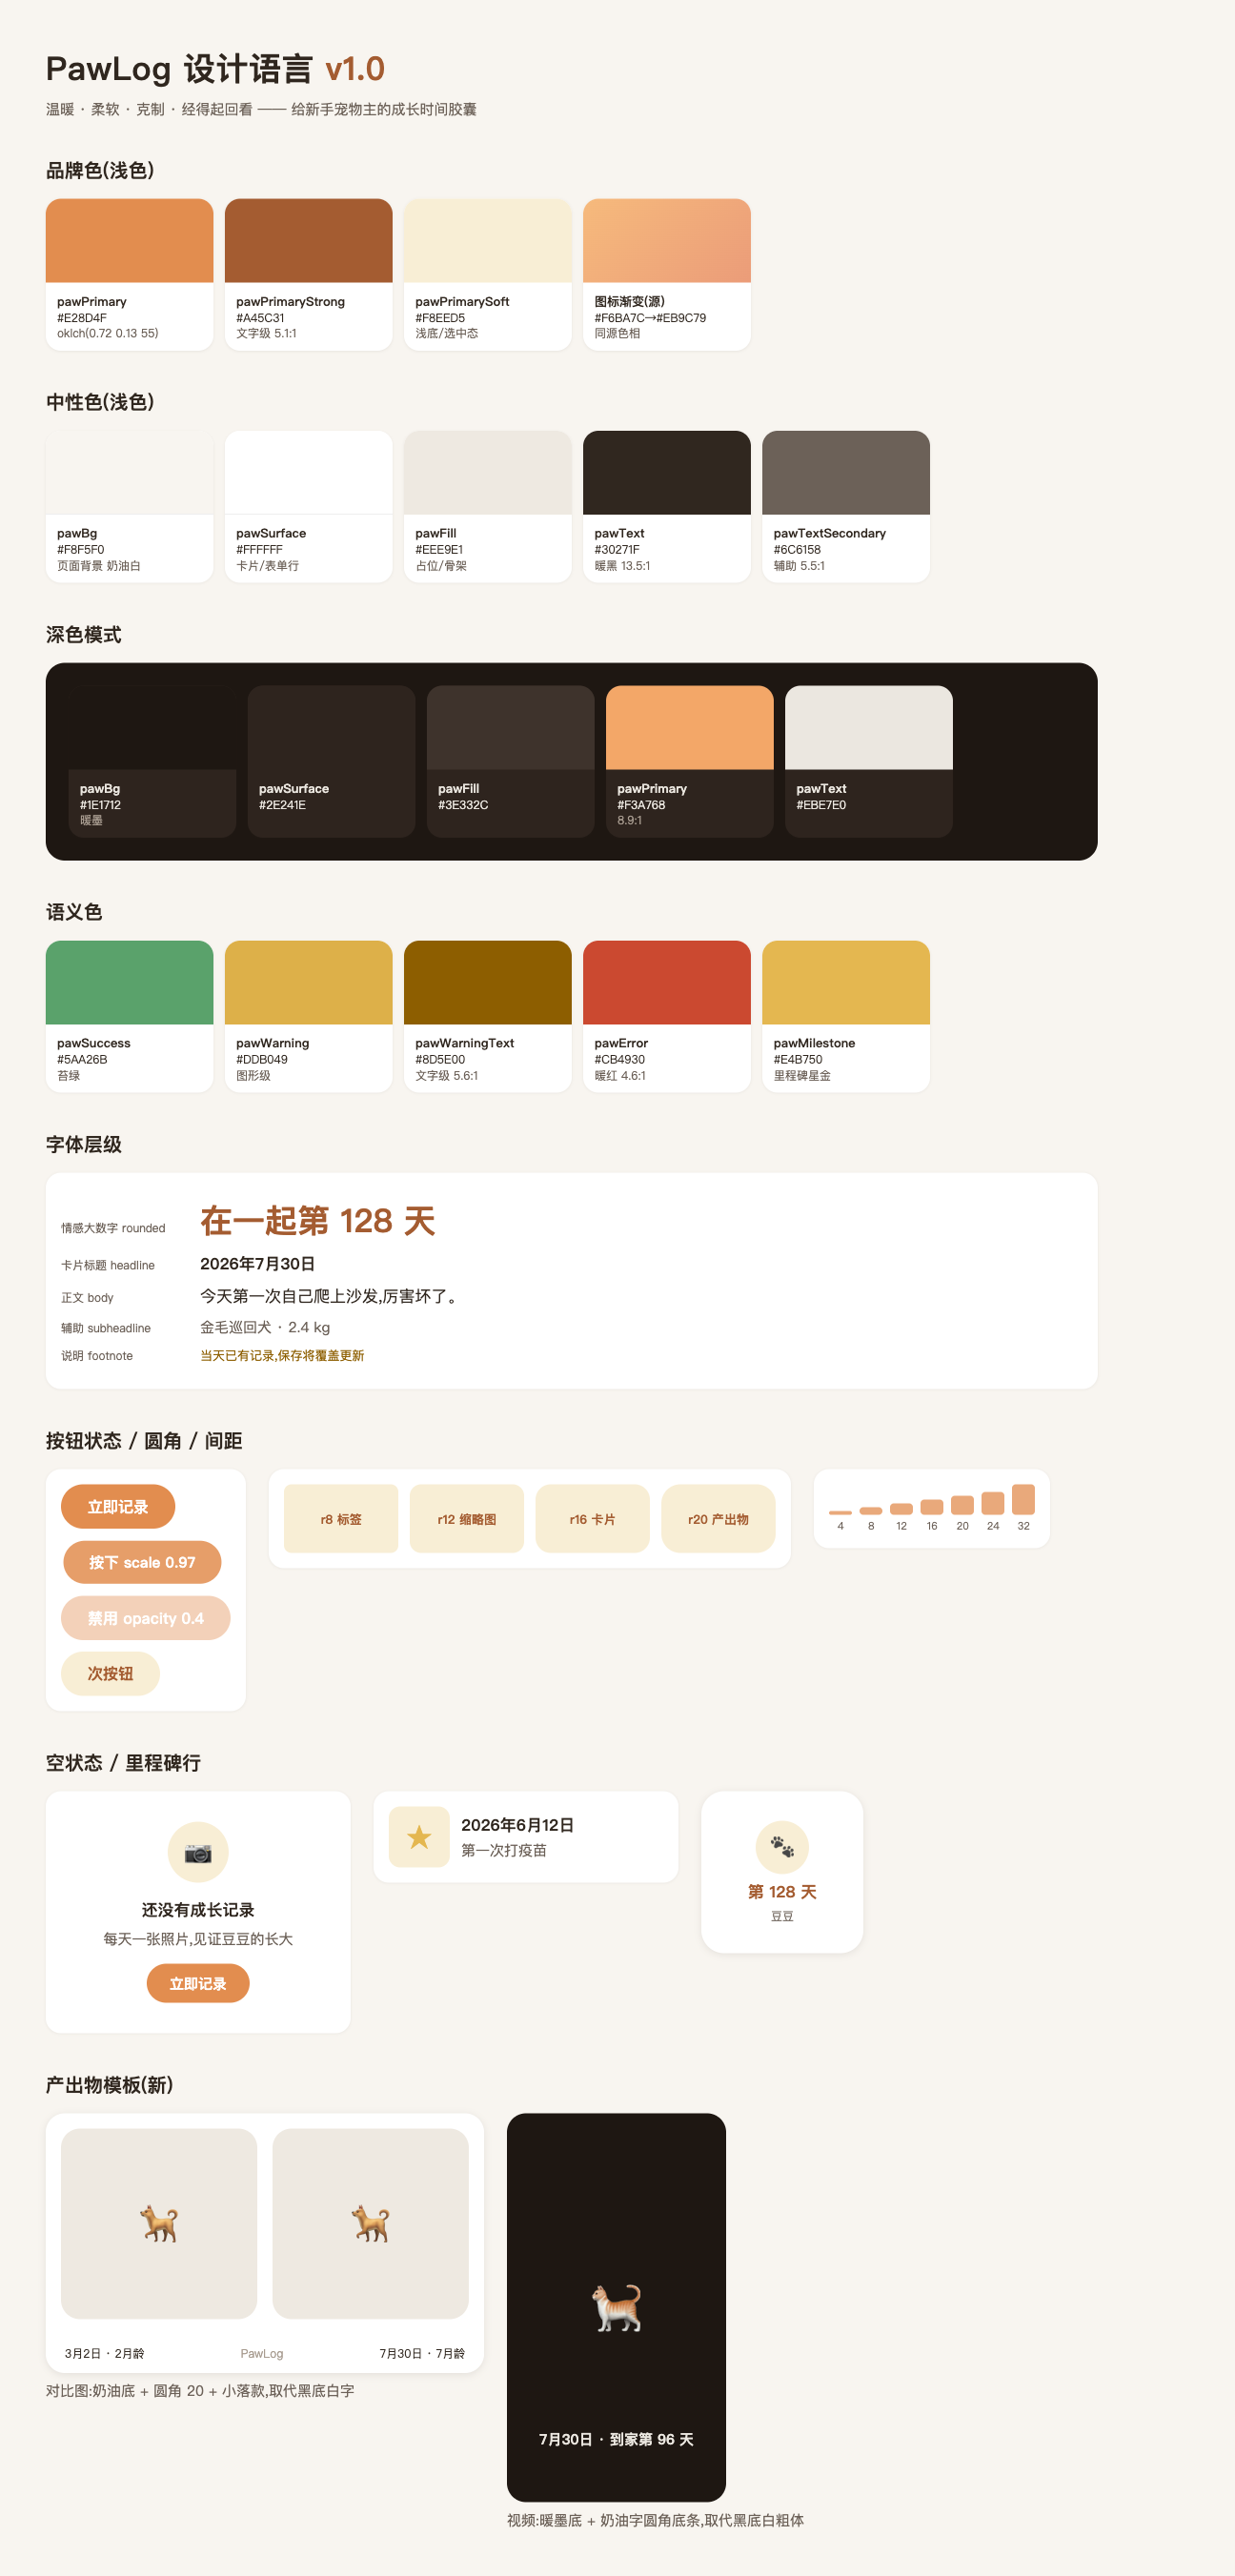 PawLog 设计语言 v1.0
温暖 · 柔软 · 克制 · 经得起回看 —— 给新手宠物主的成长时间胶囊
品牌色(浅色)
pawPrimary
#E28D4F
oklch(0.72 0.13 55)
pawPrimaryStrong
#A45C31
文字级 5.1:1
pawPrimarySoft
#F8EED5
浅底/选中态
图标渐变(源)
#F6BA7C→#EB9C79
同源色相
中性色(浅色)
pawBg
#F8F5F0
页面背景 奶油白
pawSurface
#FFFFFF
卡片/表单行
pawFill
#EEE9E1
占位/骨架
pawText
#30271F
暖黑 13.5:1
pawTextSecondary
#6C6158
辅助 5.5:1
深色模式
pawBg
#1E1712
暖墨
pawSurface
#2E241E
pawFill
#3E332C
pawPrimary
#F3A768
8.9:1
pawText
#EBE7E0
语义色
pawSuccess
#5AA26B
苔绿
pawWarning
#DDB049
图形级
pawWarningText
#8D5E00
文字级 5.6:1
pawError
#CB4930
暖红 4.6:1
pawMilestone
#E4B750
里程碑星金
字体层级
情感大数字 rounded 在一起第 128 天
卡片标题 headline 2026年7月30日
正文 body 今天第一次自己爬上沙发,厉害坏了。
辅助 subheadline 金毛巡回犬 · 2.4 kg
说明 footnote 当天已有记录,保存将覆盖更新
按钮状态 / 圆角 / 间距
立即记录
按下 scale 0.97
禁用 opacity 0.4
次按钮
r8 标签
r12 缩略图
r16 卡片
r20 产出物
4 8 12 16 20 24 32
空状态 / 里程碑行
还没有成长记录
每天一张照片,见证豆豆的长大
立即记录
2026年6月12日
第一次打疫苗
第 128 天
豆豆
产出物模板(新)
3月2日 · 2月龄 PawLog 7月30日 · 7月龄
对比图:奶油底 + 圆角 20 + 小落款,取代黑底白字
7月30日 · 到家第 96 天
视频:暖墨底 + 奶油字圆角底条,取代黑底白粗体